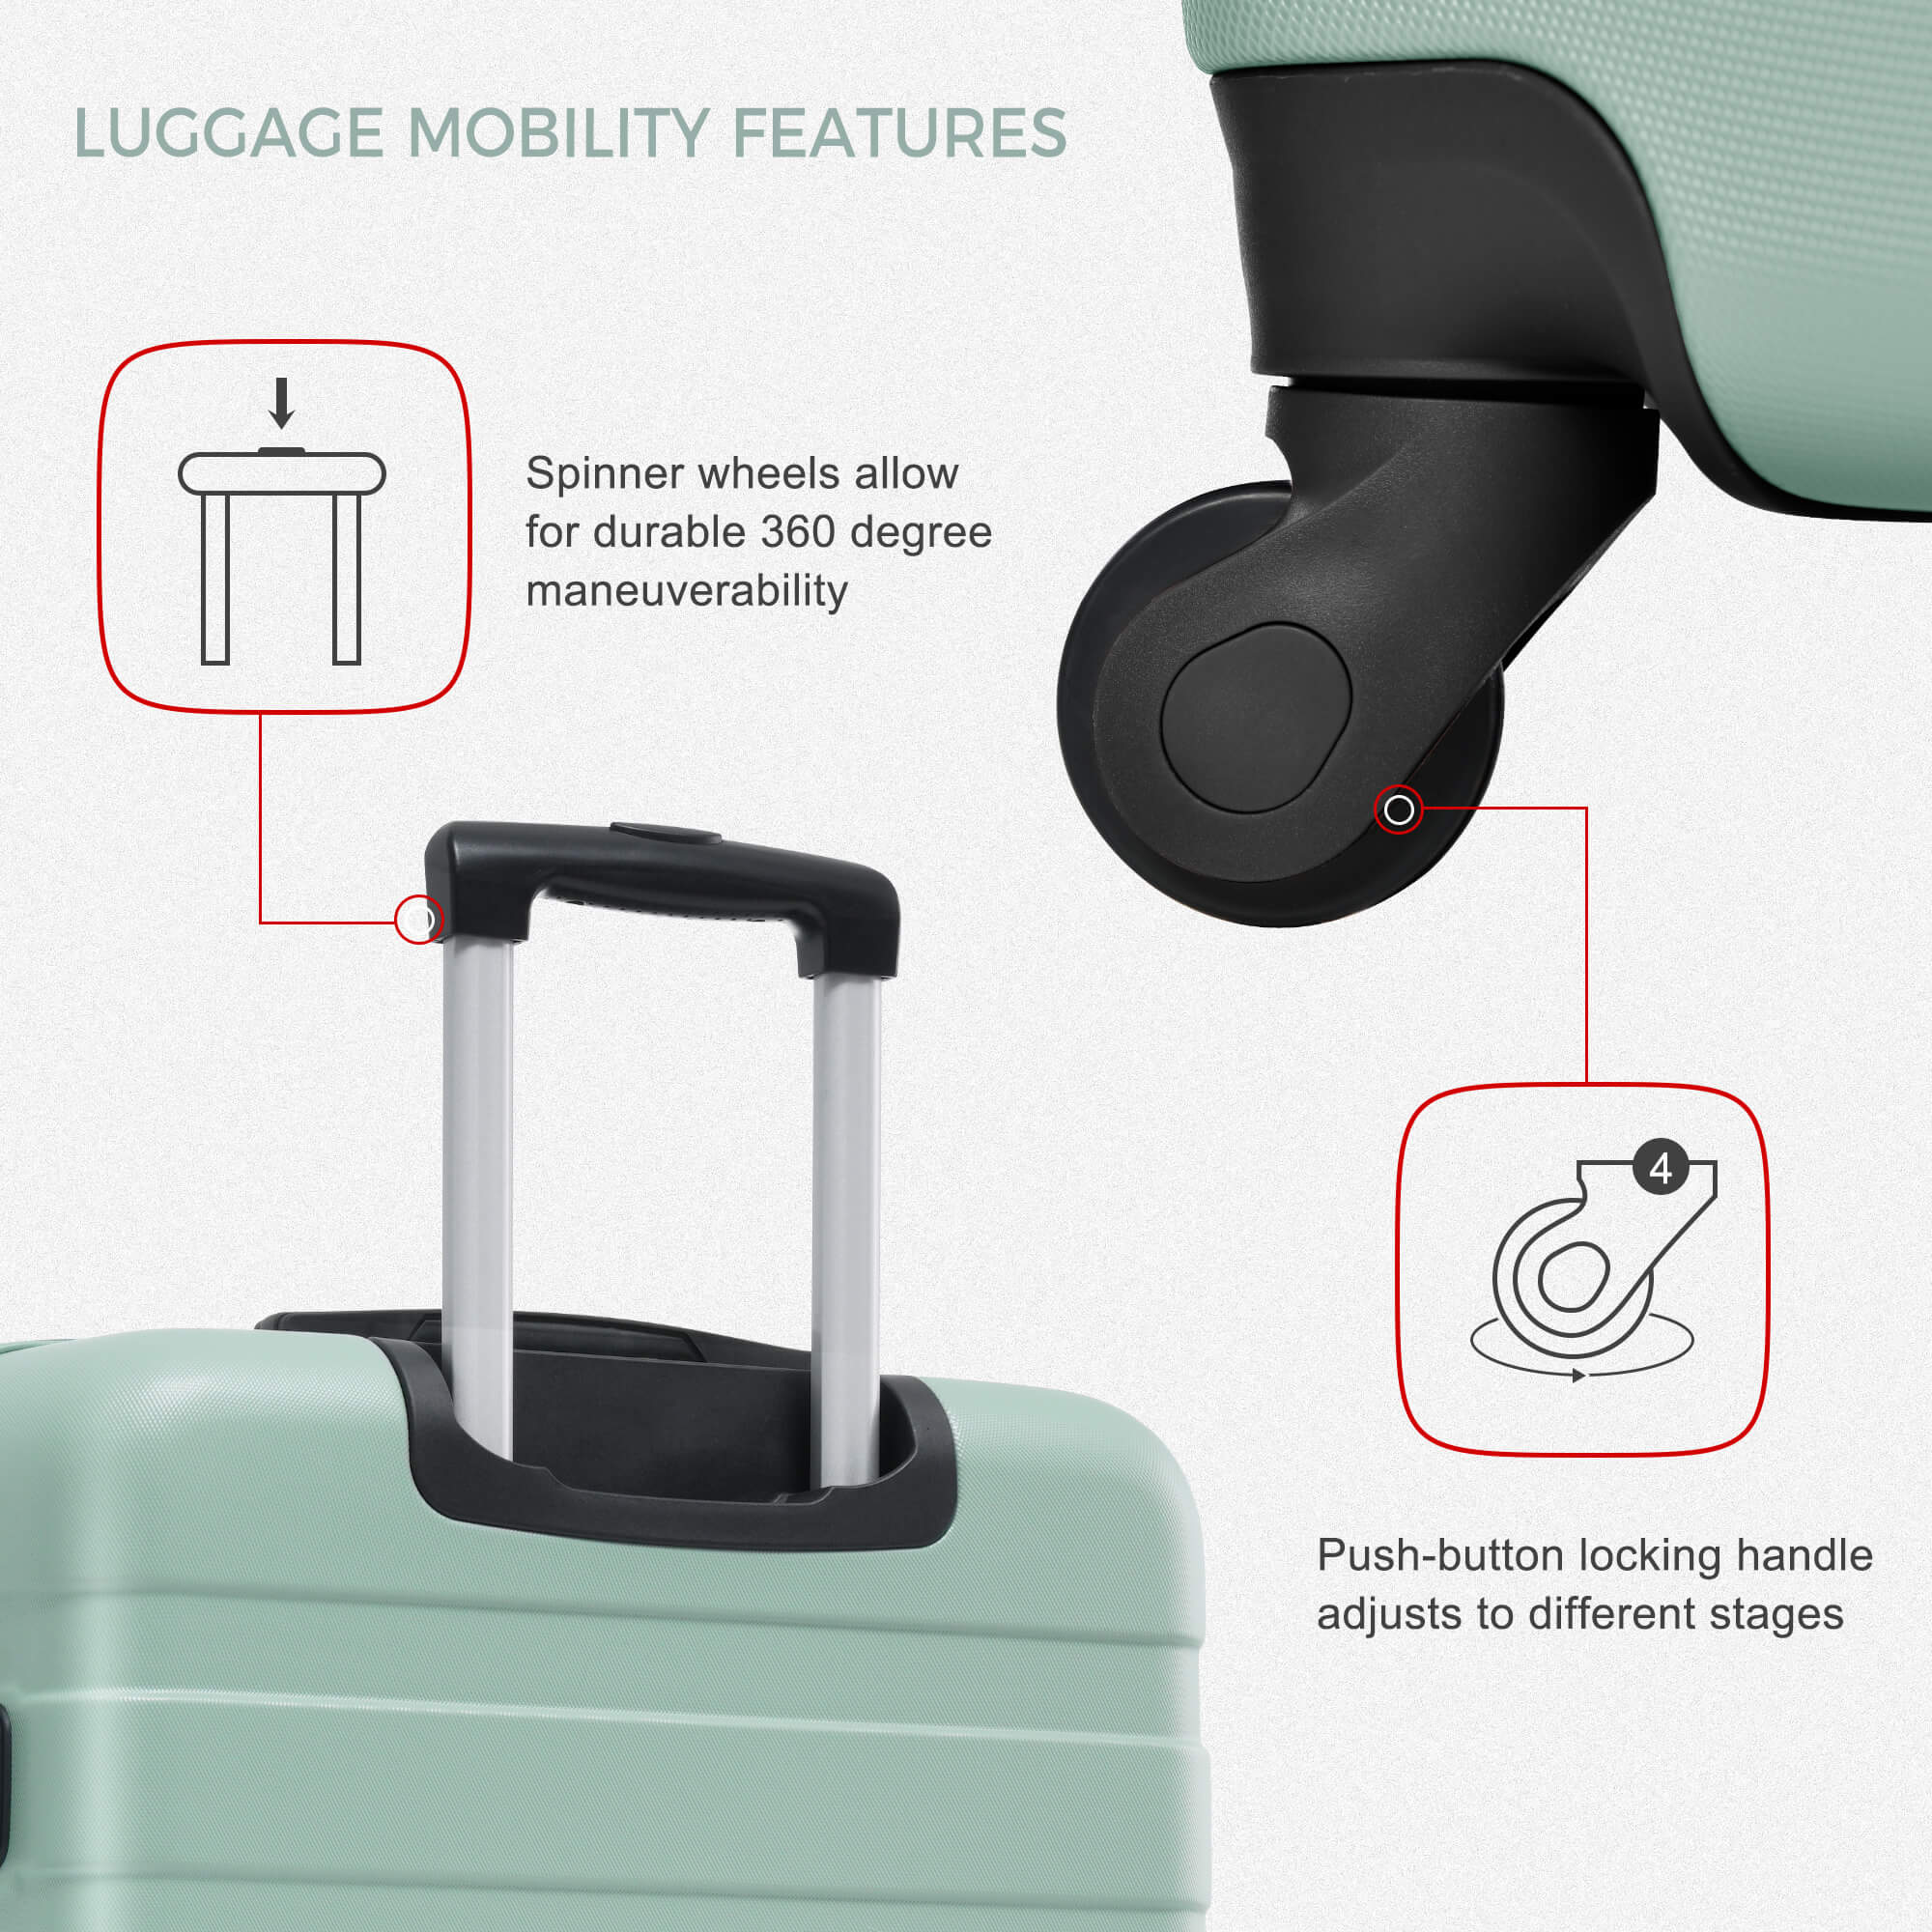 LUGGAGE MOBILITY FEATURES
Spinner wheels allow
for durable 360 degree
maneuverability
4
Push-button locking handle
adjusts to different stages